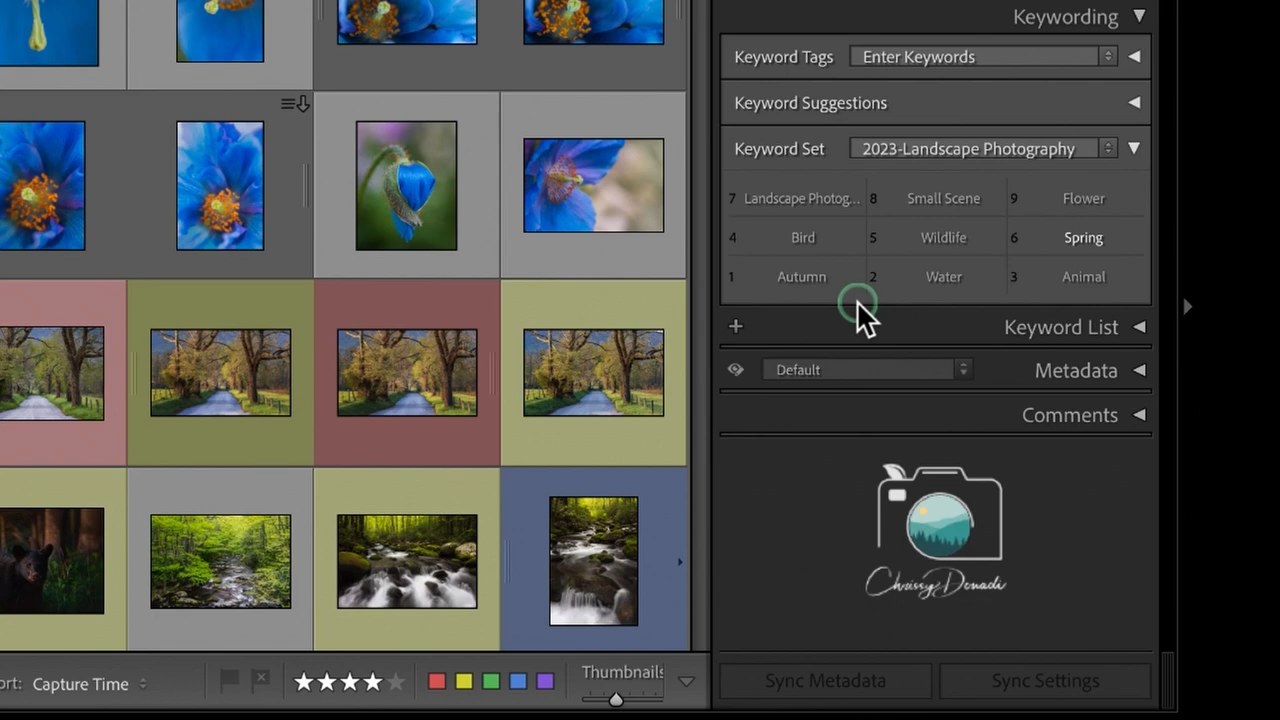 Keywording
Keyword Tags Enter Keywords
Keyword Suggestions
Keyword Set 2023-Landscape Photography
7 Landscape Photog... 8 Small Scene 9 Flower
4 Bird 5 Wildlife 6 Spring
1 Autumn 2 Water 3 Animal
Keyword List
Default Metadata
Comments
Chrissy Donadi
ort: Capture Time Thumbnails
Sync Metadata Sync Settings